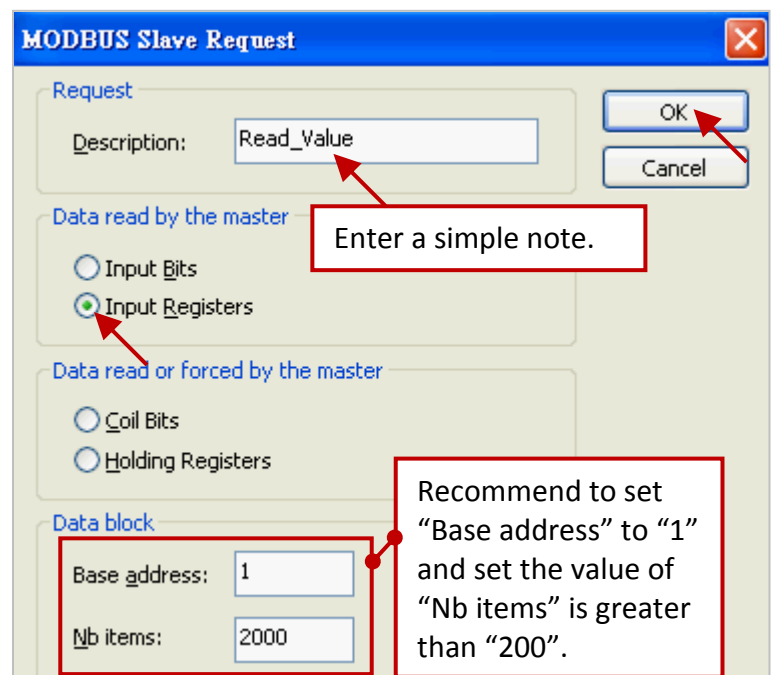 MODBUS Slave Request
Request
OK
Description:
Read_Value
Cancel
Data read by the master
Enter a simple note.
Input Bits
Input Registers
Data read or forced by the master
Coil Bits
Holding Registers
Recommend to set
“Base address” to “1”
and set the value of
“Nb items” is greater
than “200”.
Data block
Base address:
1
Nb items:
2000